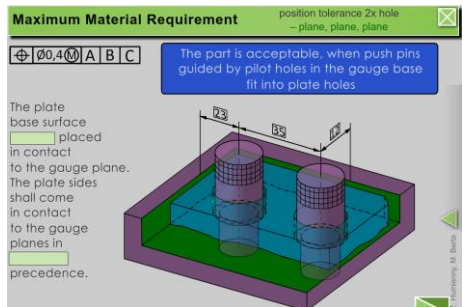 Maximum Material Requirement
position tolerance 2x hole
– plane, plane, plane
⌖ Ø0,4Ⓜ A B C
The part is acceptable, when push pins
guided by pilot holes in the gauge base
fit into plate holes
The plate
base surface
placed
in contact
to the gauge plane.
The plate sides
shall come
in contact
to the gauge
planes in
precedence.
23
35
12
Humienny, M. Berta